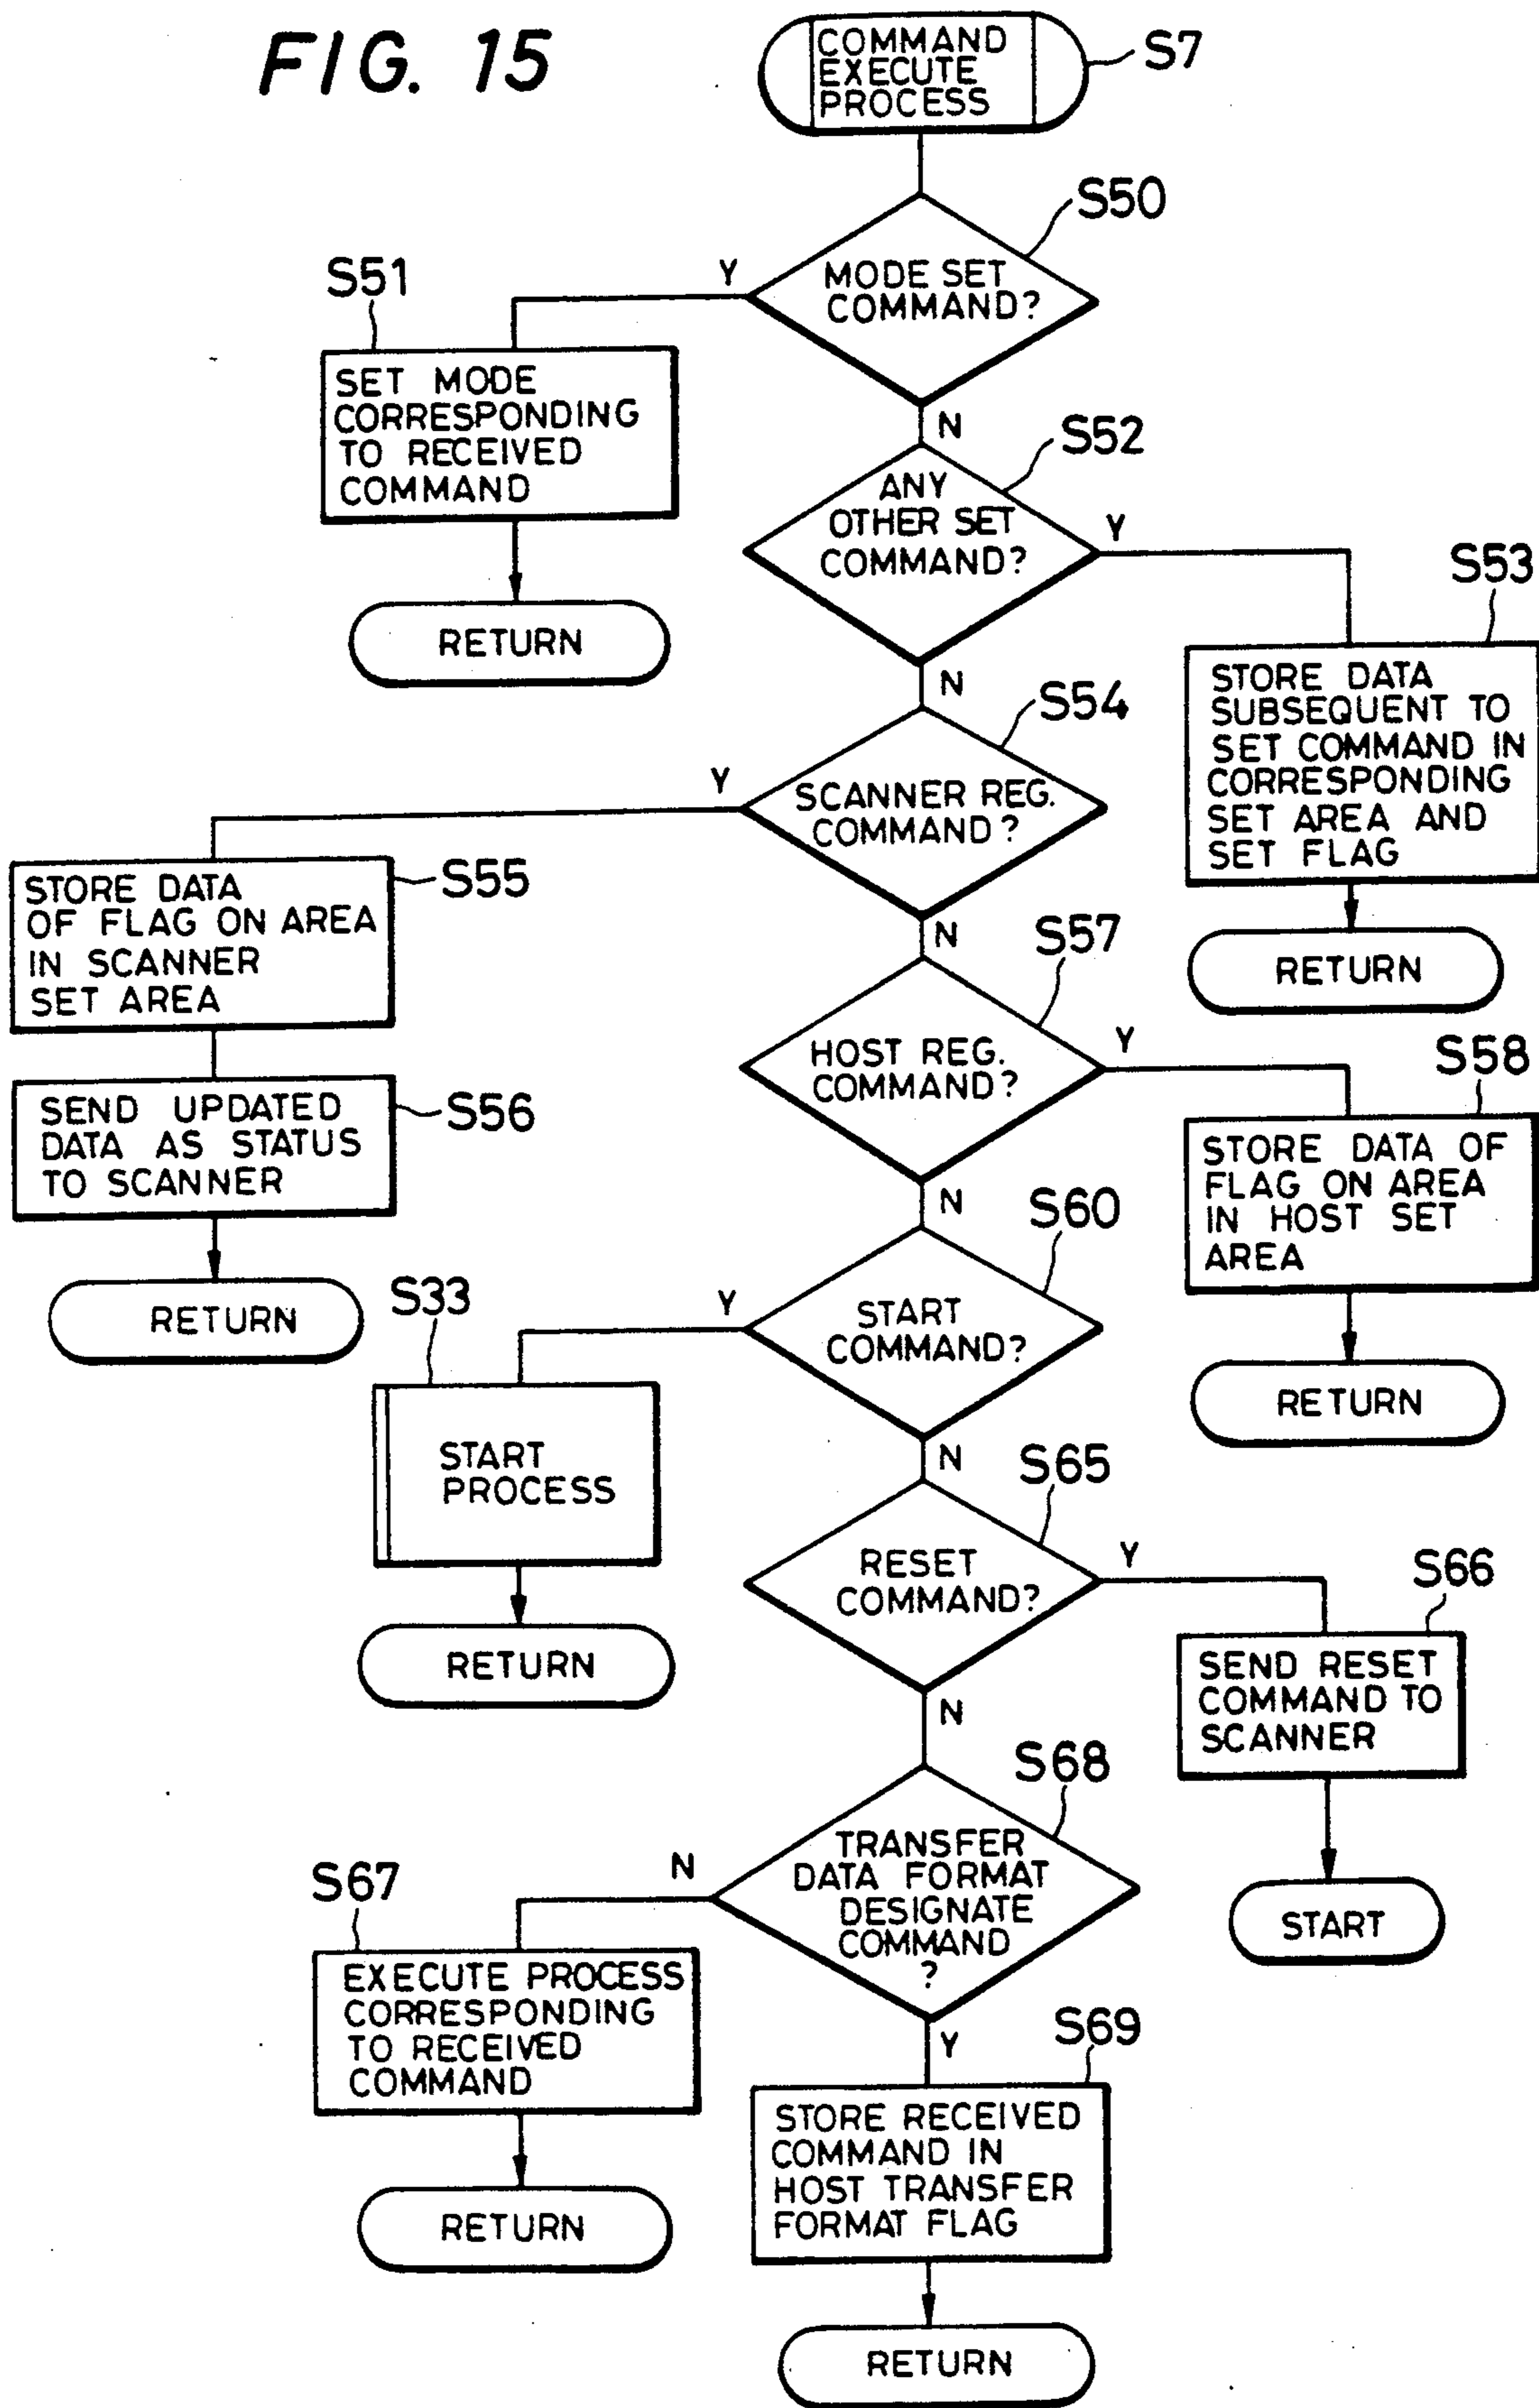 FIG. 15
COMMAND
EXECUTE
PROCESS
S7
S50
MODE SET
COMMAND?
Y
N
S51
SET MODE
CORRESPONDING
TO RECEIVED
COMMAND
RETURN
S52
ANY
OTHER SET
COMMAND?
Y
N
S53
STORE DATA
SUBSEQUENT TO
SET COMMAND IN
CORRESPONDING
SET AREA AND
SET FLAG
RETURN
S54
SCANNER REG.
COMMAND?
Y
N
S55
STORE DATA
OF FLAG ON AREA
IN SCANNER
SET AREA
S56
SEND UPDATED
DATA AS STATUS
TO SCANNER
RETURN
S57
HOST REG.
COMMAND?
Y
N
S58
STORE DATA OF
FLAG ON AREA
IN HOST SET
AREA
RETURN
S60
START
COMMAND?
Y
N
S33
START
PROCESS
RETURN
S65
RESET
COMMAND?
Y
N
S66
SEND RESET
COMMAND TO
SCANNER
START
S68
TRANSFER
DATA FORMAT
DESIGNATE
COMMAND
?
N
Y
S67
EXECUTE PROCESS
CORRESPONDING
TO RECEIVED
COMMAND
RETURN
S69
STORE RECEIVED
COMMAND IN
HOST TRANSFER
FORMAT FLAG
RETURN